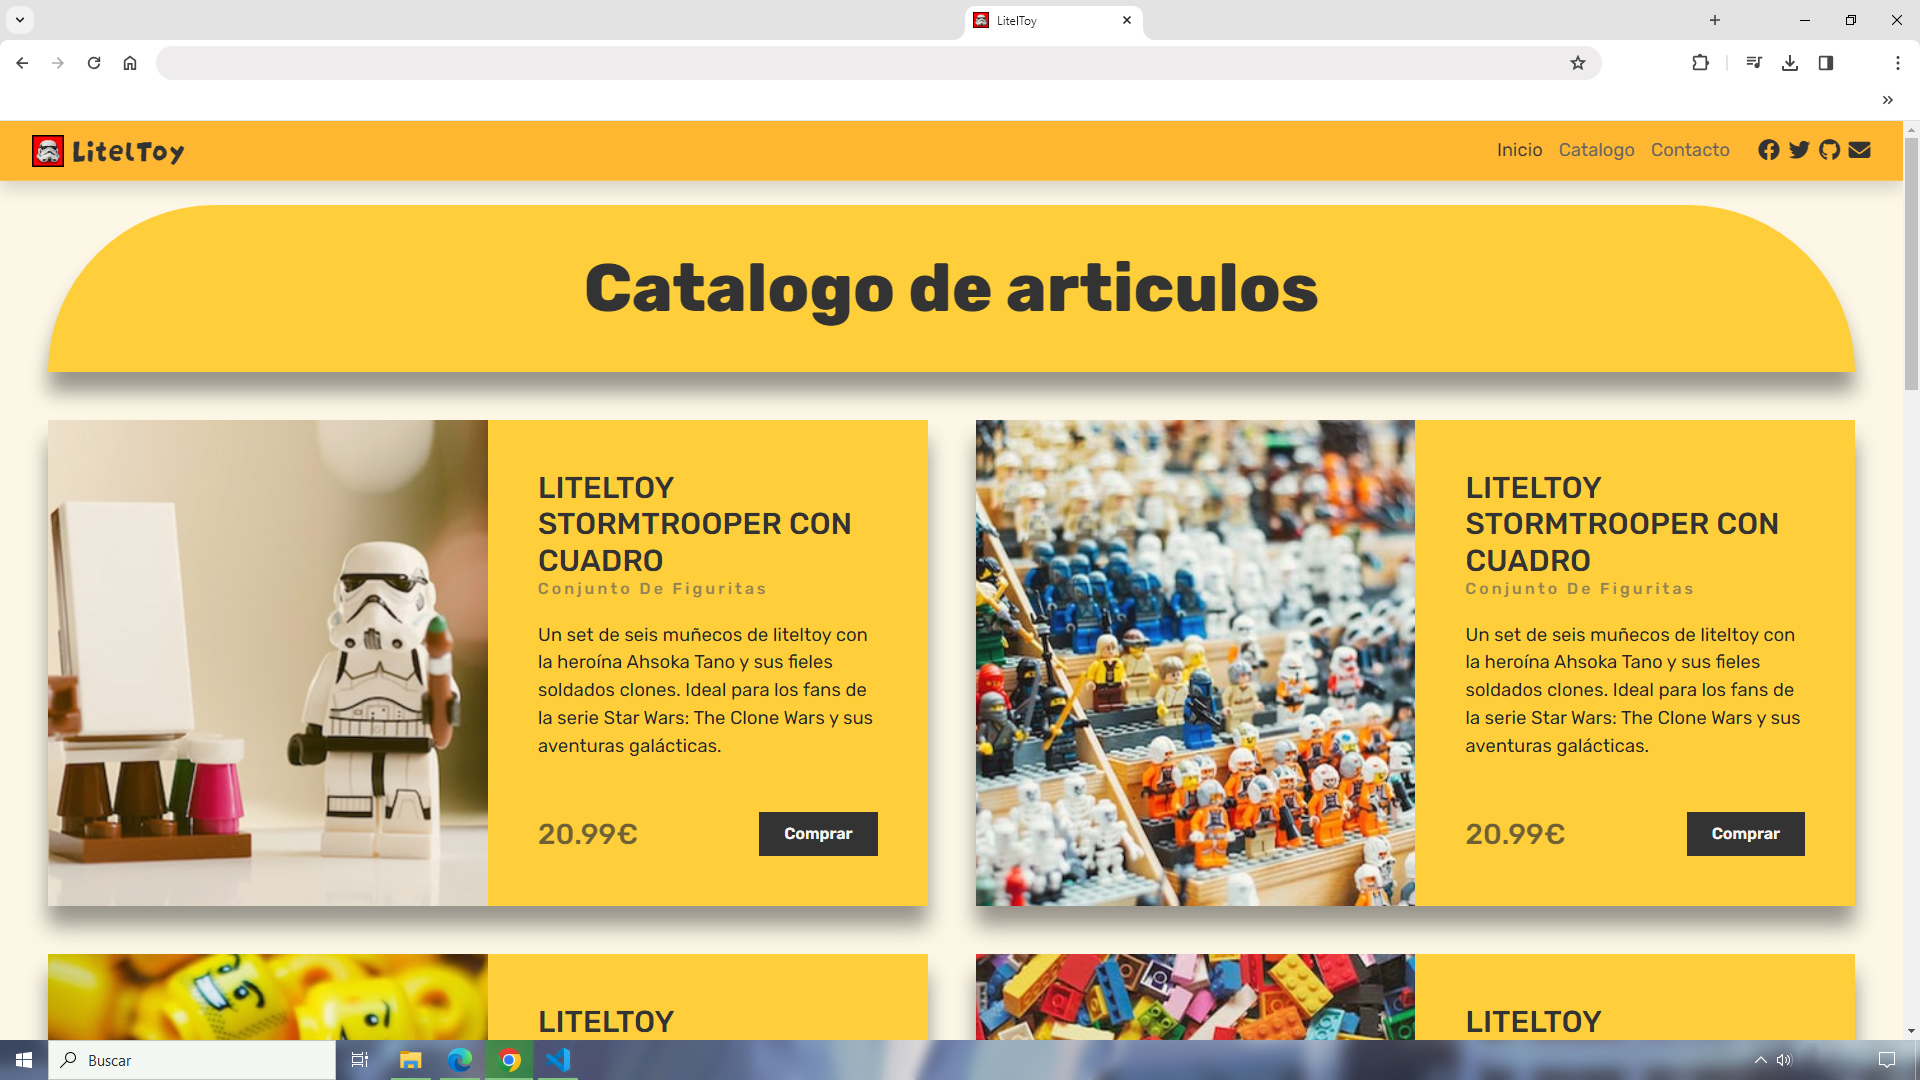 LitelToy
LitelToy
Inicio Catalogo Contacto
Catalogo de articulos
LITELTOY
STORMTROOPER CON
CUADRO
Conjunto De Figuritas
Un set de seis muñecos de liteltoy con
la heroína Ahsoka Tano y sus fieles
soldados clones. Ideal para los fans de
la serie Star Wars: The Clone Wars y sus
aventuras galácticas.
20.99€ Comprar
LITELTOY
STORMTROOPER CON
CUADRO
Conjunto De Figuritas
Un set de seis muñecos de liteltoy con
la heroína Ahsoka Tano y sus fieles
soldados clones. Ideal para los fans de
la serie Star Wars: The Clone Wars y sus
aventuras galácticas.
20.99€ Comprar
LITELTOY
LITELTOY
Buscar